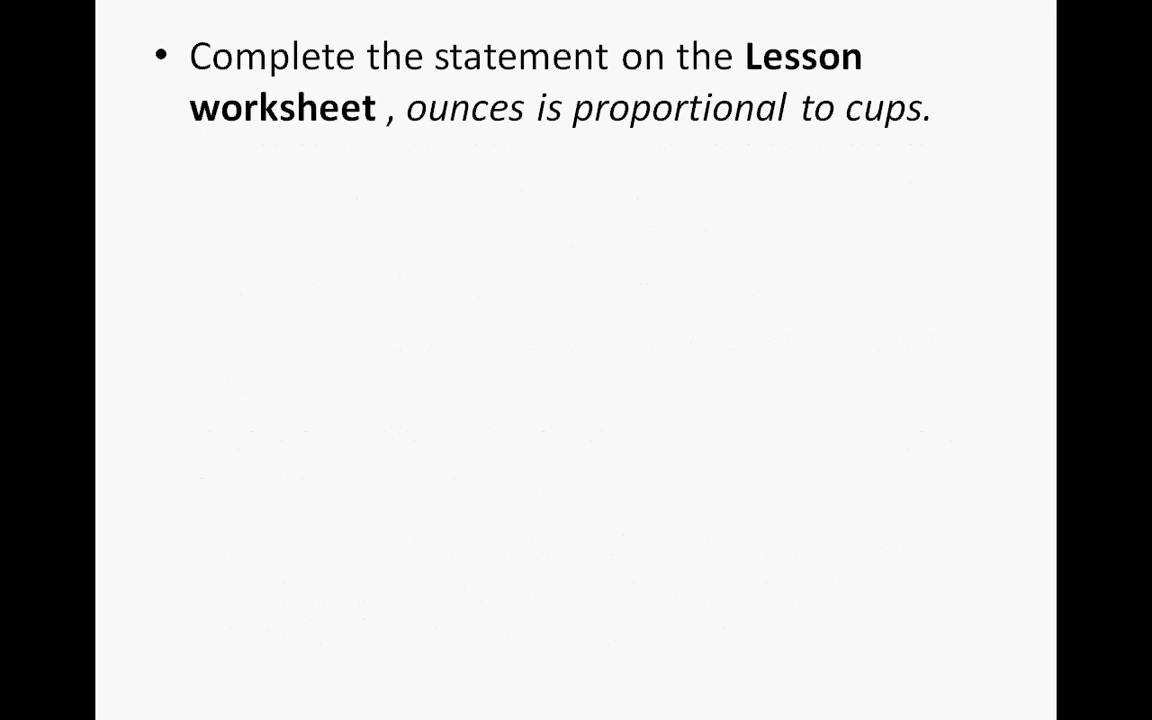 • Complete the statement on the Lesson
worksheet , ounces is proportional to cups.